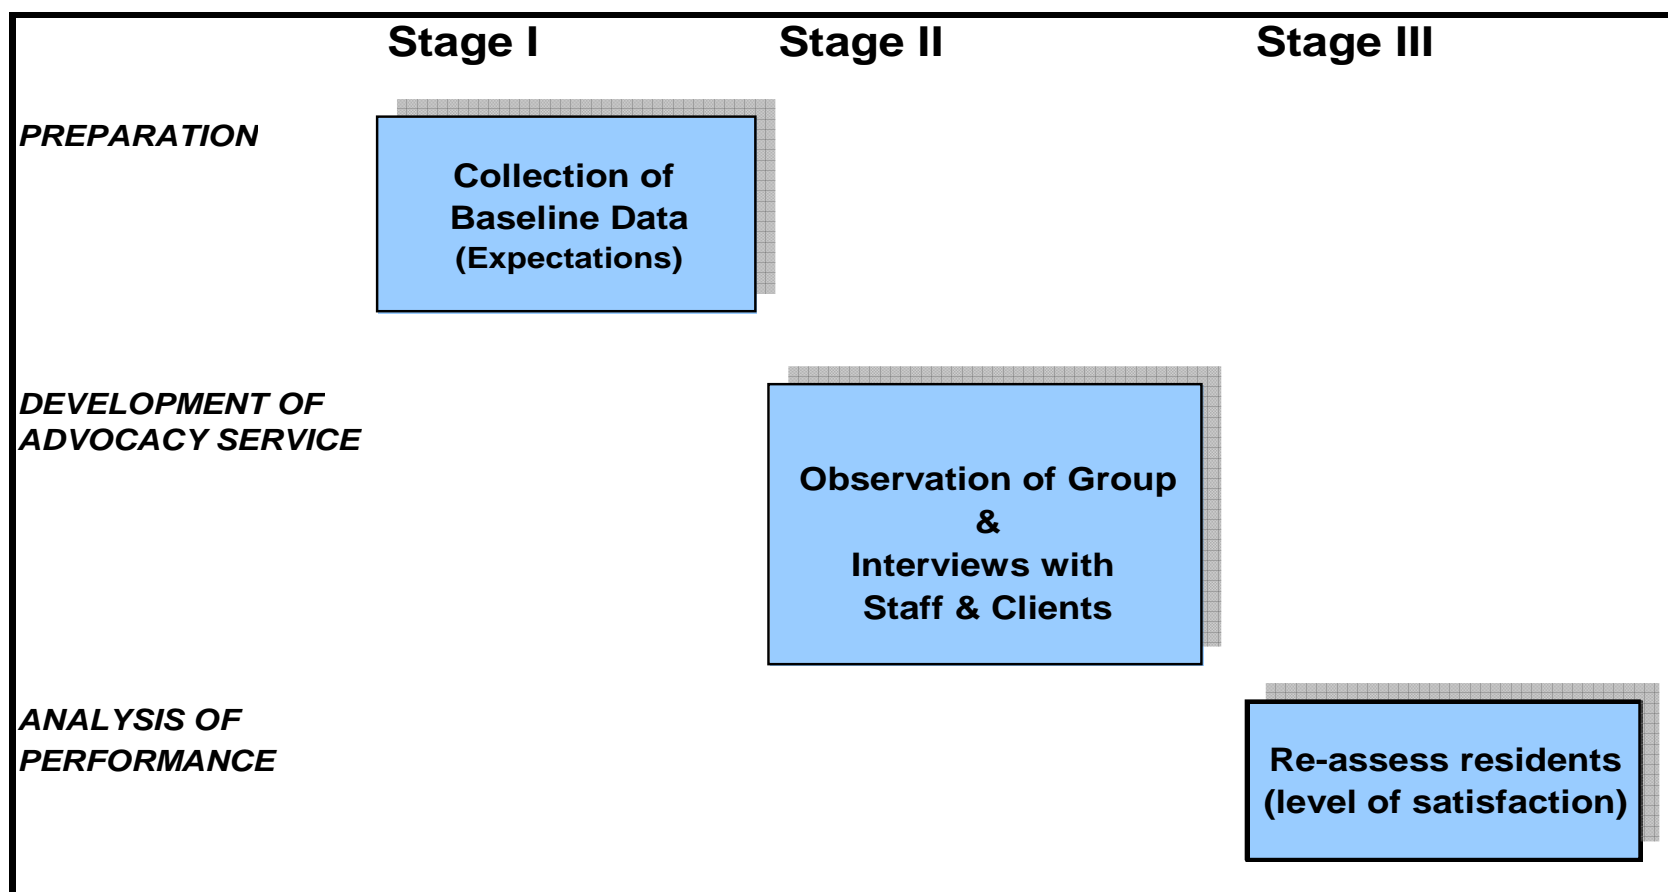 Stage I
Stage II
Stage III
PREPARATION
Collection of
Baseline Data
(Expectations)
DEVELOPMENT OF
ADVOCACY SERVICE
Observation of Group
&
Interviews with
Staff & Clients
ANALYSIS OF
PERFORMANCE
Re-assess residents
(level of satisfaction)